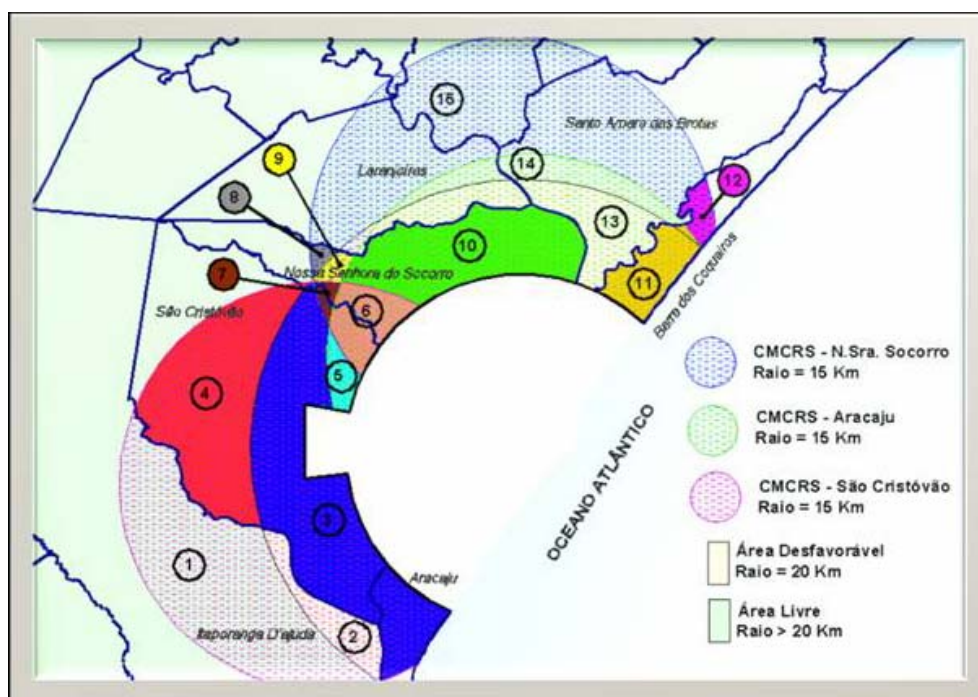 15
Santo Amaro das Brotas
9
14
Laranjeiras
12
8
13
10
Nossa Senhora do Socorro
11
7
Barra dos Coqueiros
São Cristóvão
6
5
4
CMCRS - N.Sra. Socorro
Raio = 15 Km
CMCRS - Aracaju
Raio = 15 Km
OCEANO ATLÂNTICO
CMCRS - São Cristóvão
Raio = 15 Km
3
1
Área Desfavorável
Raio = 20 Km
Aracaju
Área Livre
Raio > 20 Km
Itaporanga D'ajuda
2